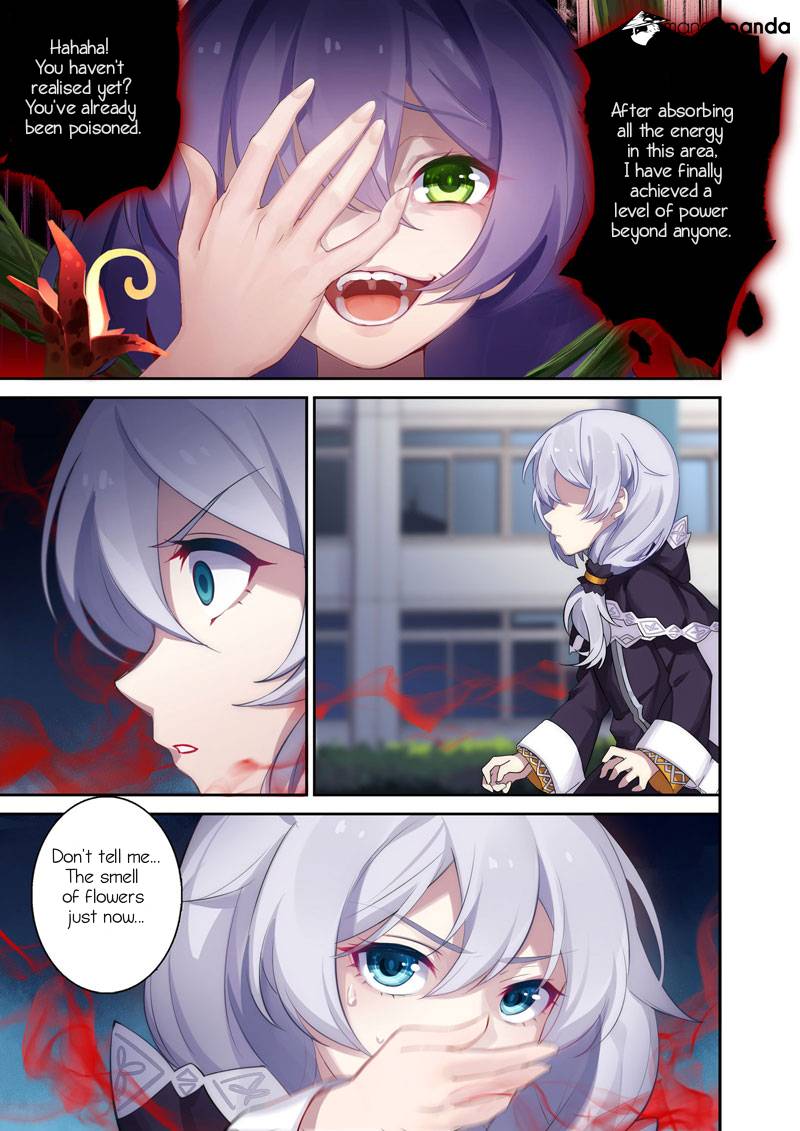 Hahaha!
You haven't
realised yet?
You've already
been poisoned.
After absorbing
all the energy
in this area,
I have finally
achieved a
level of power
beyond anyone.
Don't tell me...
The smell
of flowers
just now...